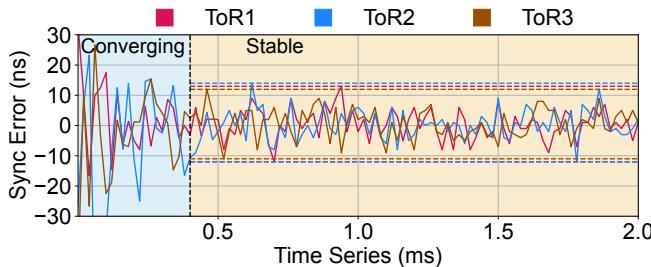 ToR1 ToR2 ToR3
Converging Stable
30
20
10
0
−10
−20
−30
Sync Error (ns)
0.5 1.0 1.5 2.0
Time Series (ms)